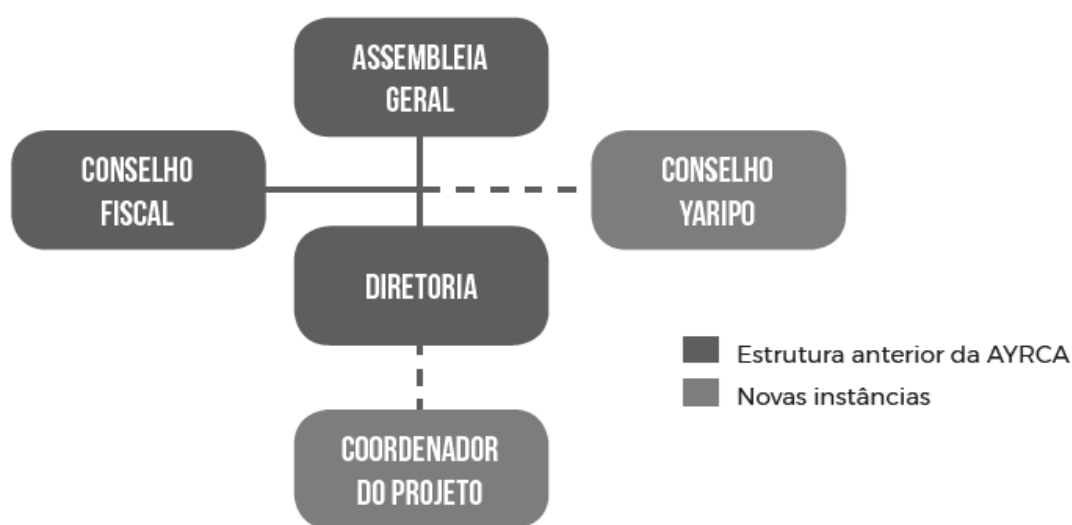 ASSEMBLEIA
GERAL
CONSELHO
FISCAL
CONSELHO
YARIPO
DIRETORIA
Estrutura anterior da AYRCA
Novas instâncias
COORDENADOR
DO PROJETO